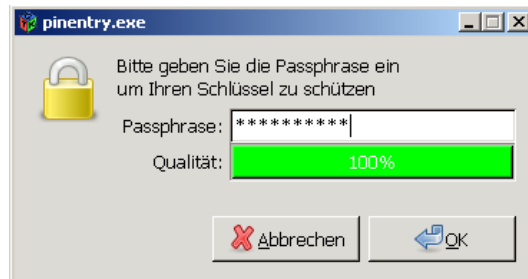 pinentry.exe
Bitte geben Sie die Passphrase ein
um Ihren Schlüssel zu schützen
Passphrase: **********
Qualität: 100%
Abbrechen OK